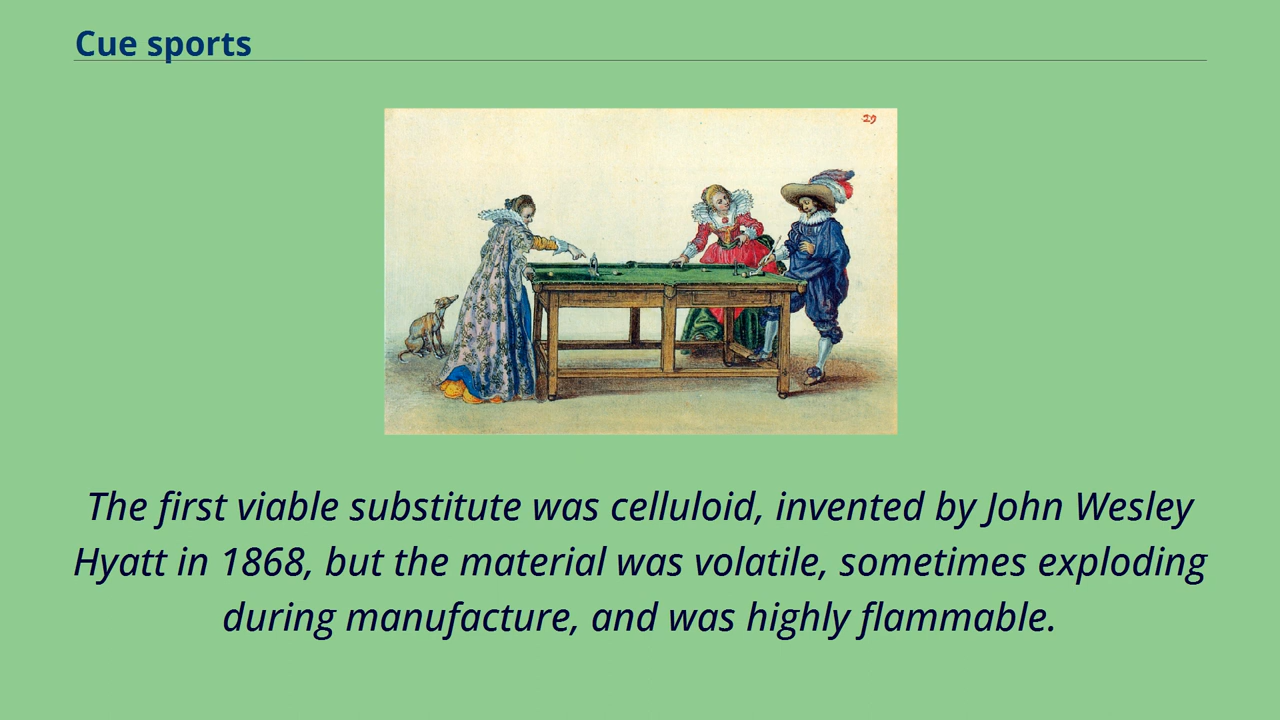 Cue sports
29
The first viable substitute was celluloid, invented by John Wesley
Hyatt in 1868, but the material was volatile, sometimes exploding
during manufacture, and was highly flammable.